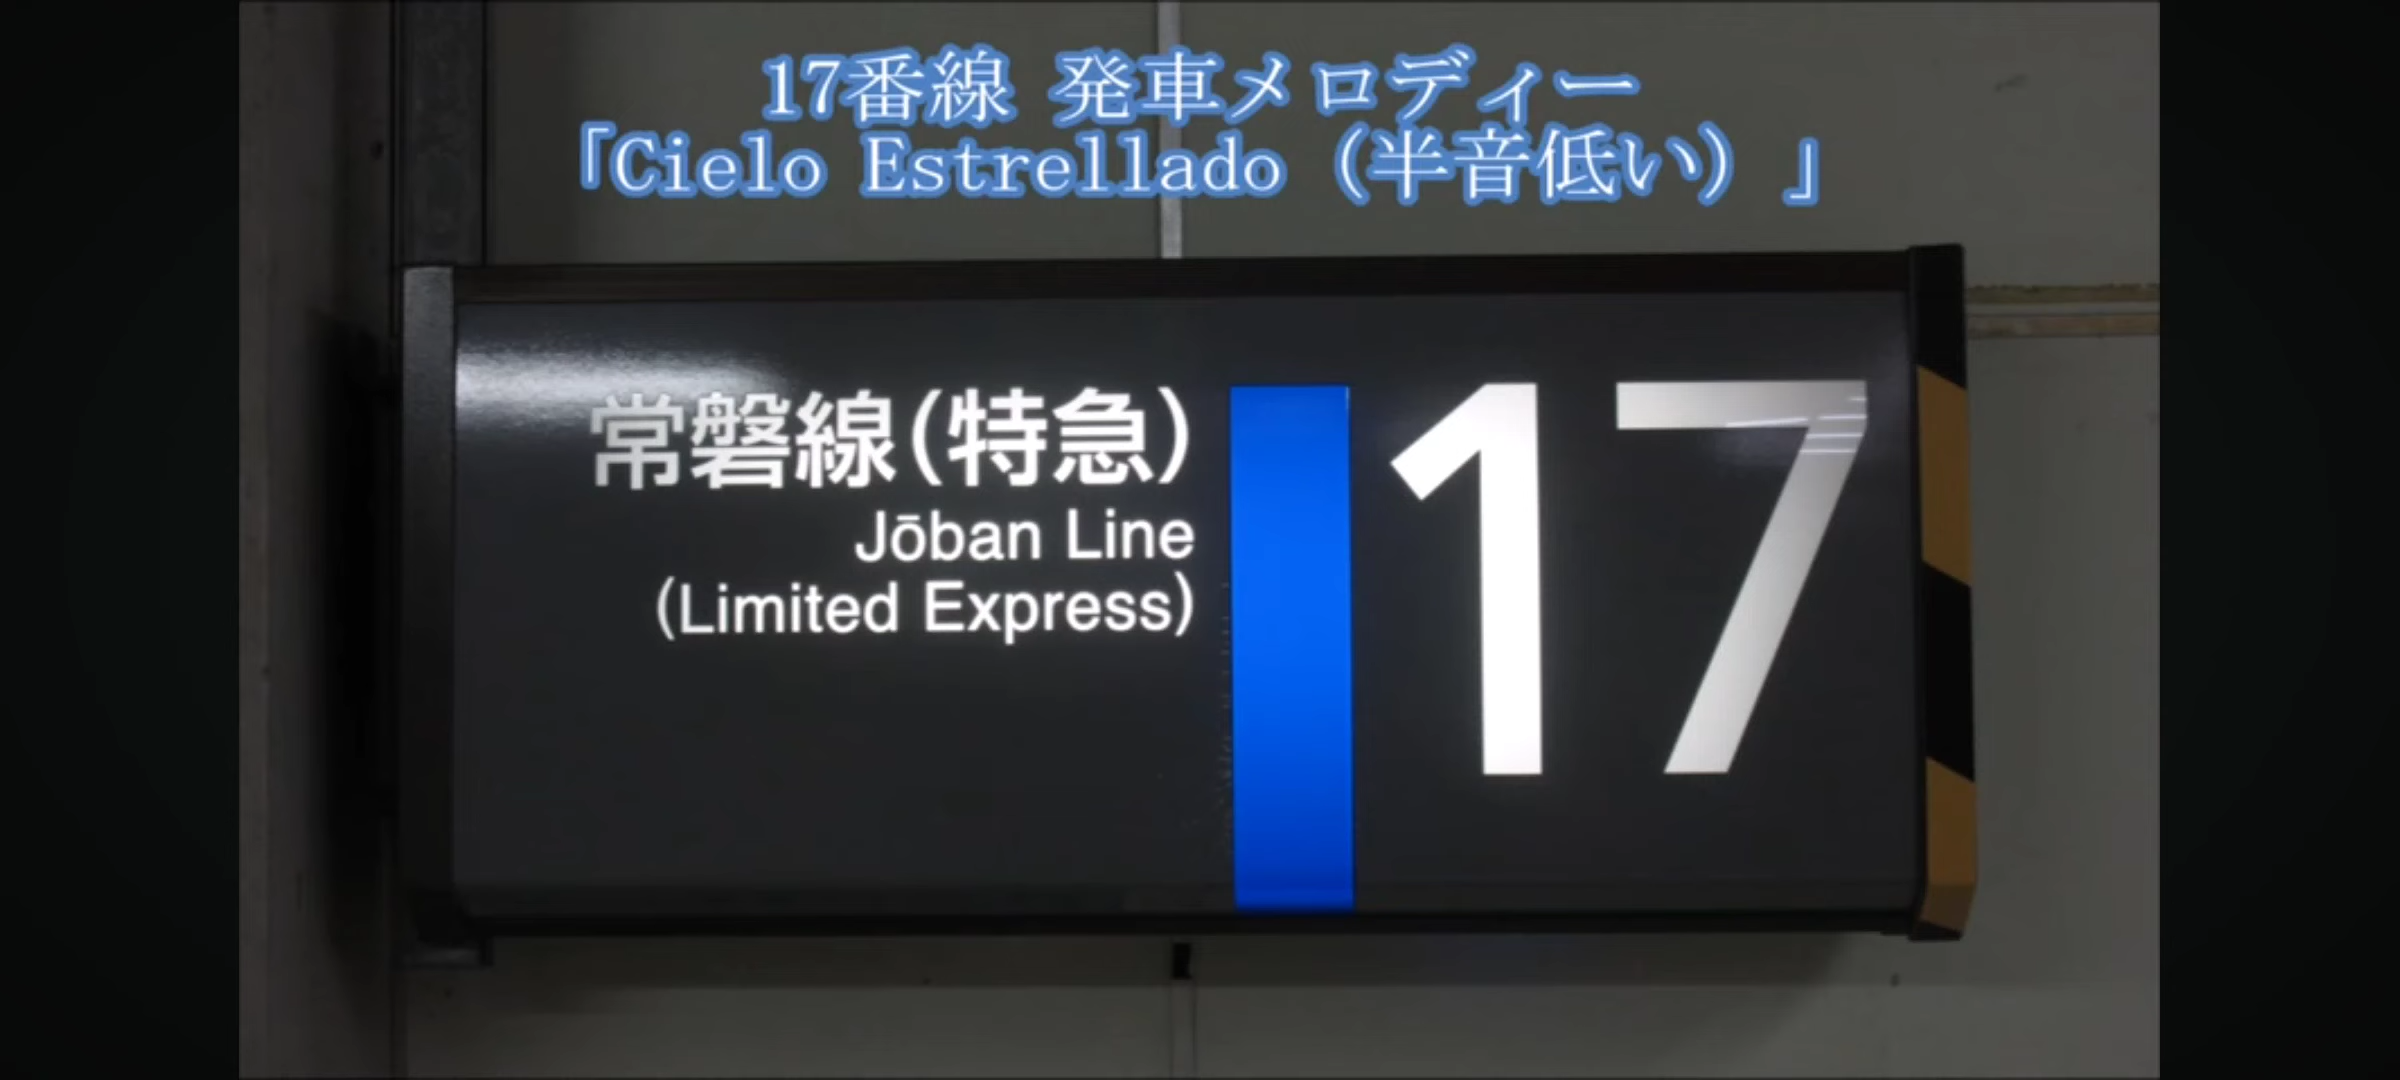 17番線 発車メロディー
「Cielo Estrellado（半音低い）」
常磐線(特急)
Jōban Line
(Limited Express)
17